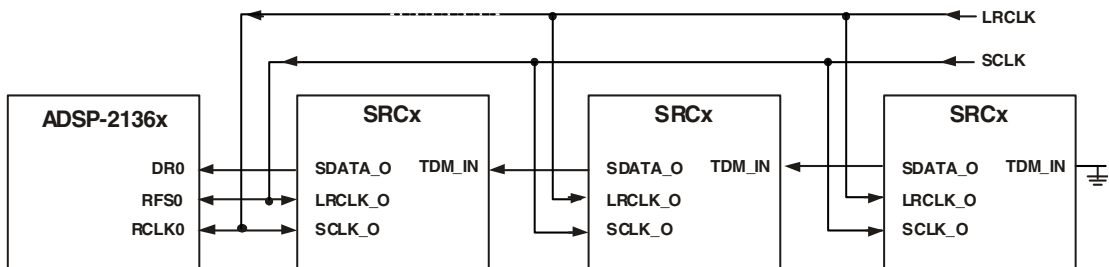 LRCLK
SCLK
ADSP-2136x
DR0
RFS0
RCLK0
SRCx
SDATA_O TDM_IN
LRCLK_O
SCLK_O
SRCx
SDATA_O TDM_IN
LRCLK_O
SCLK_O
SRCx
SDATA_O TDM_IN
LRCLK_O
SCLK_O